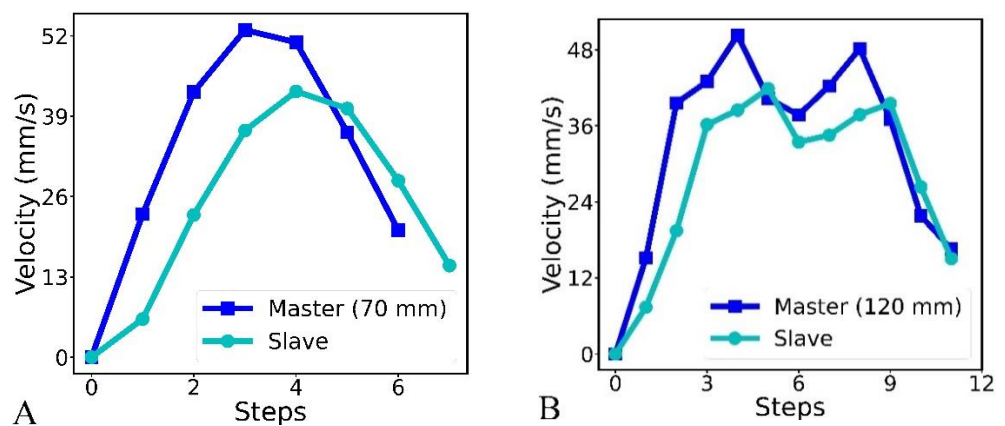 52
39
26
13
0
Velocity (mm/s)
Master (70 mm)
Slave
0 2 4 6
Steps
A
48
36
24
12
0
Velocity (mm/s)
Master (120 mm)
Slave
0 3 6 9 12
Steps
B